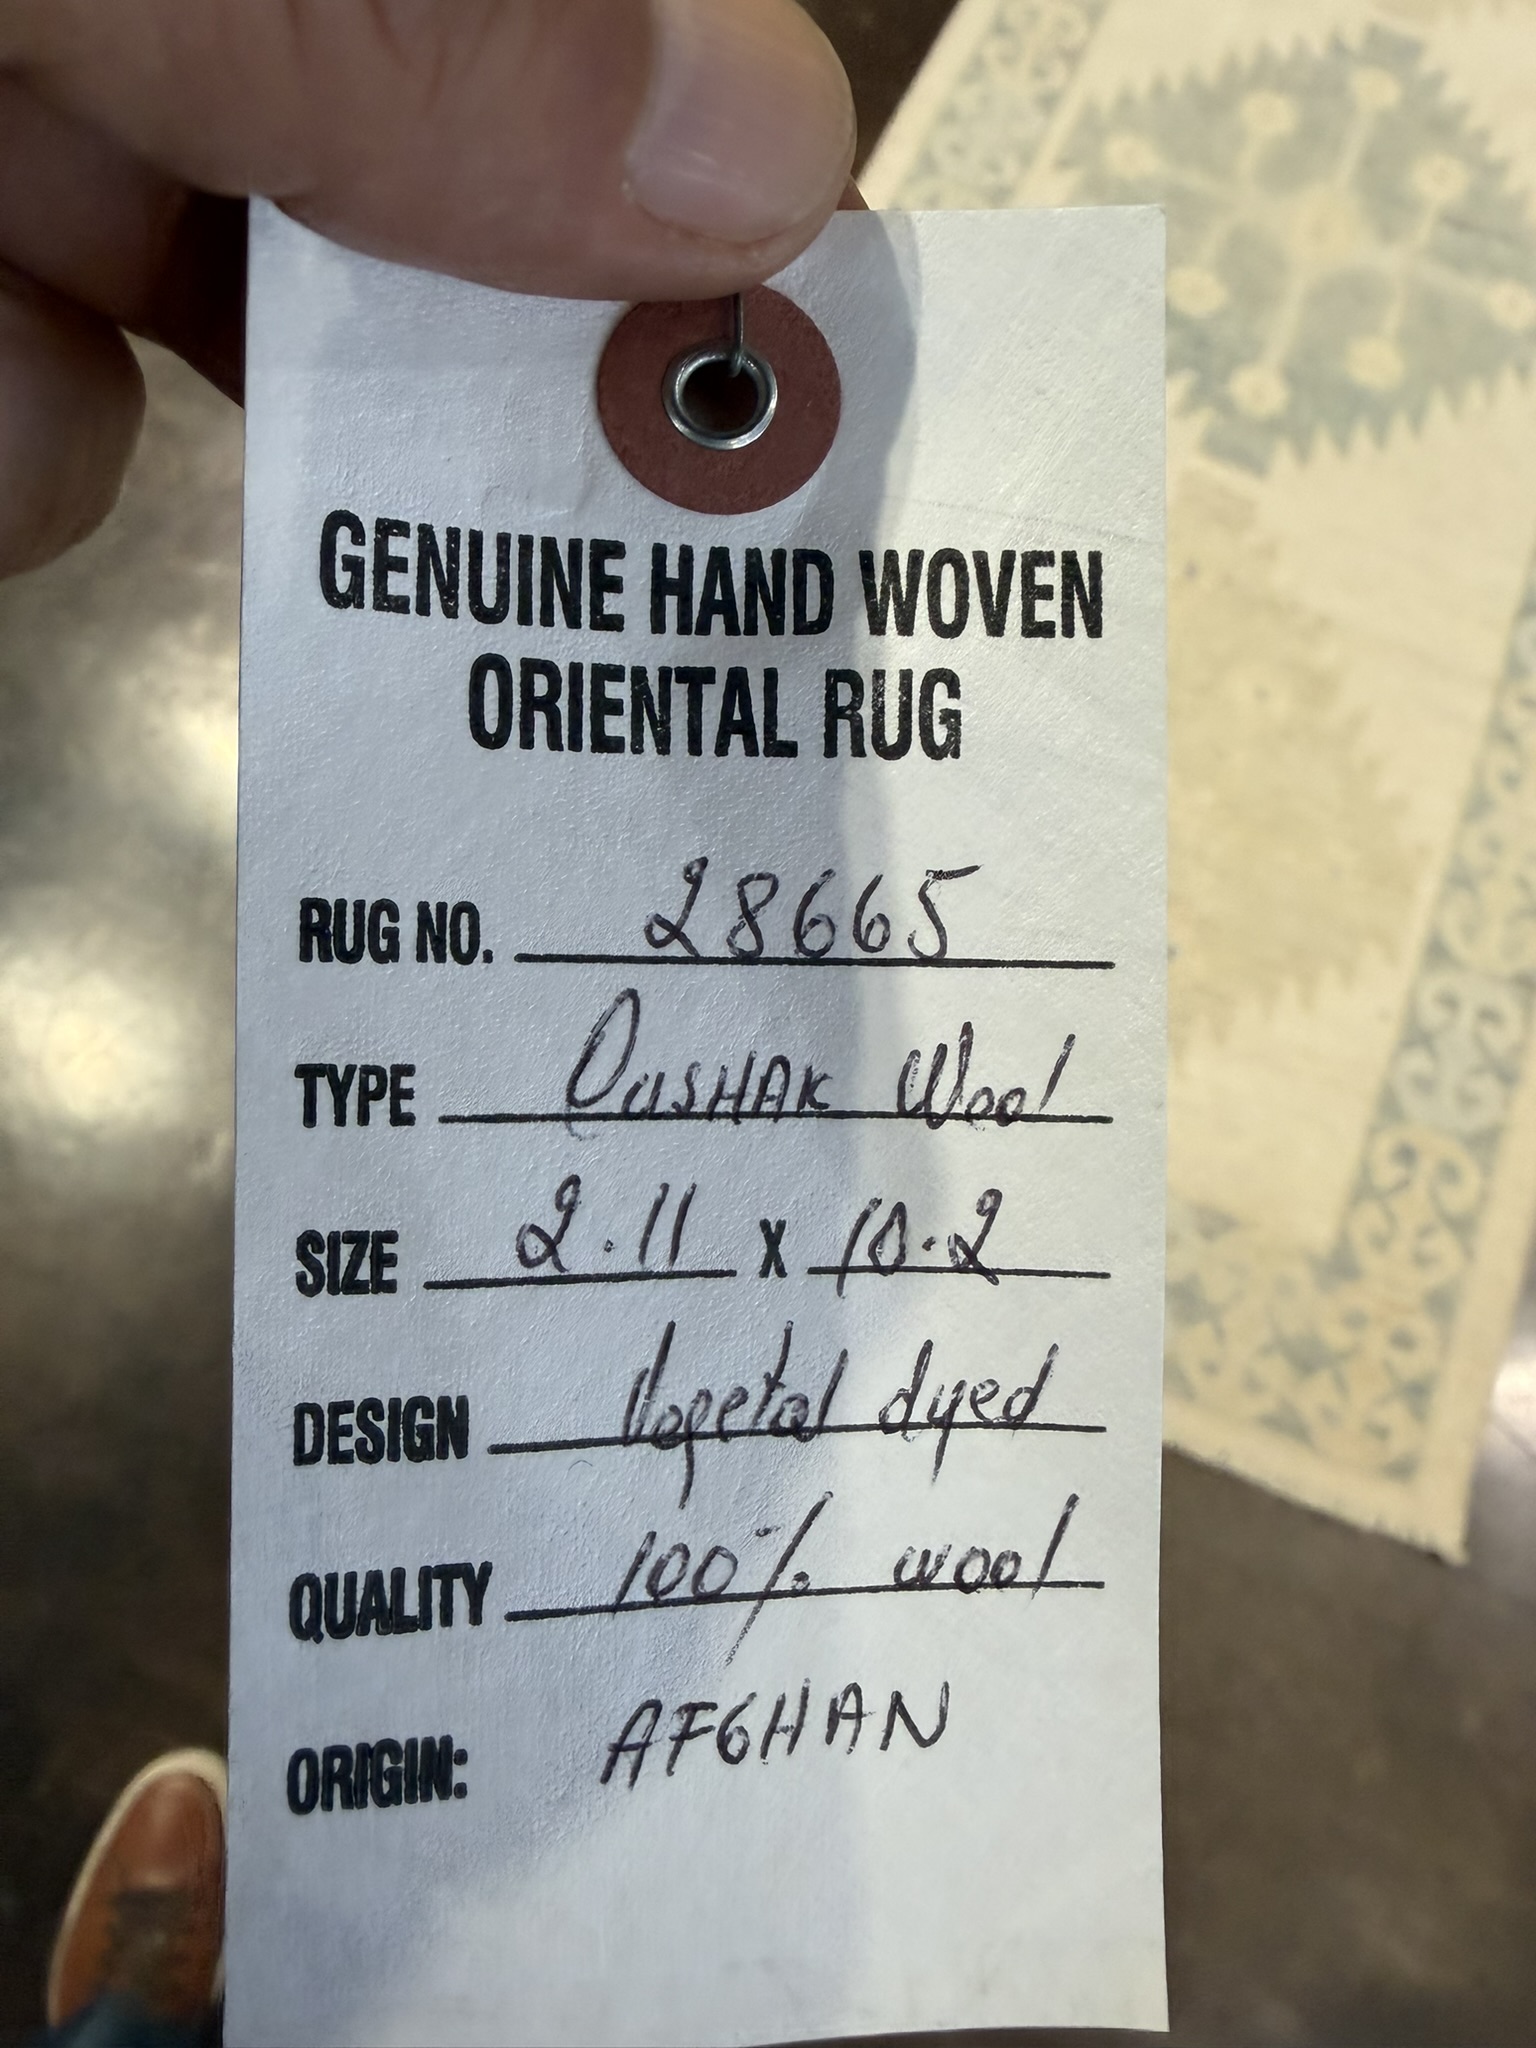 GENUINE HAND WOVEN
ORIENTAL RUG
RUG NO. 28665
TYPE OUSHAK Wool
SIZE 2.11 X 10.2
DESIGN Vegetal dyed
QUALITY 100% wool
ORIGIN: AFGHAN